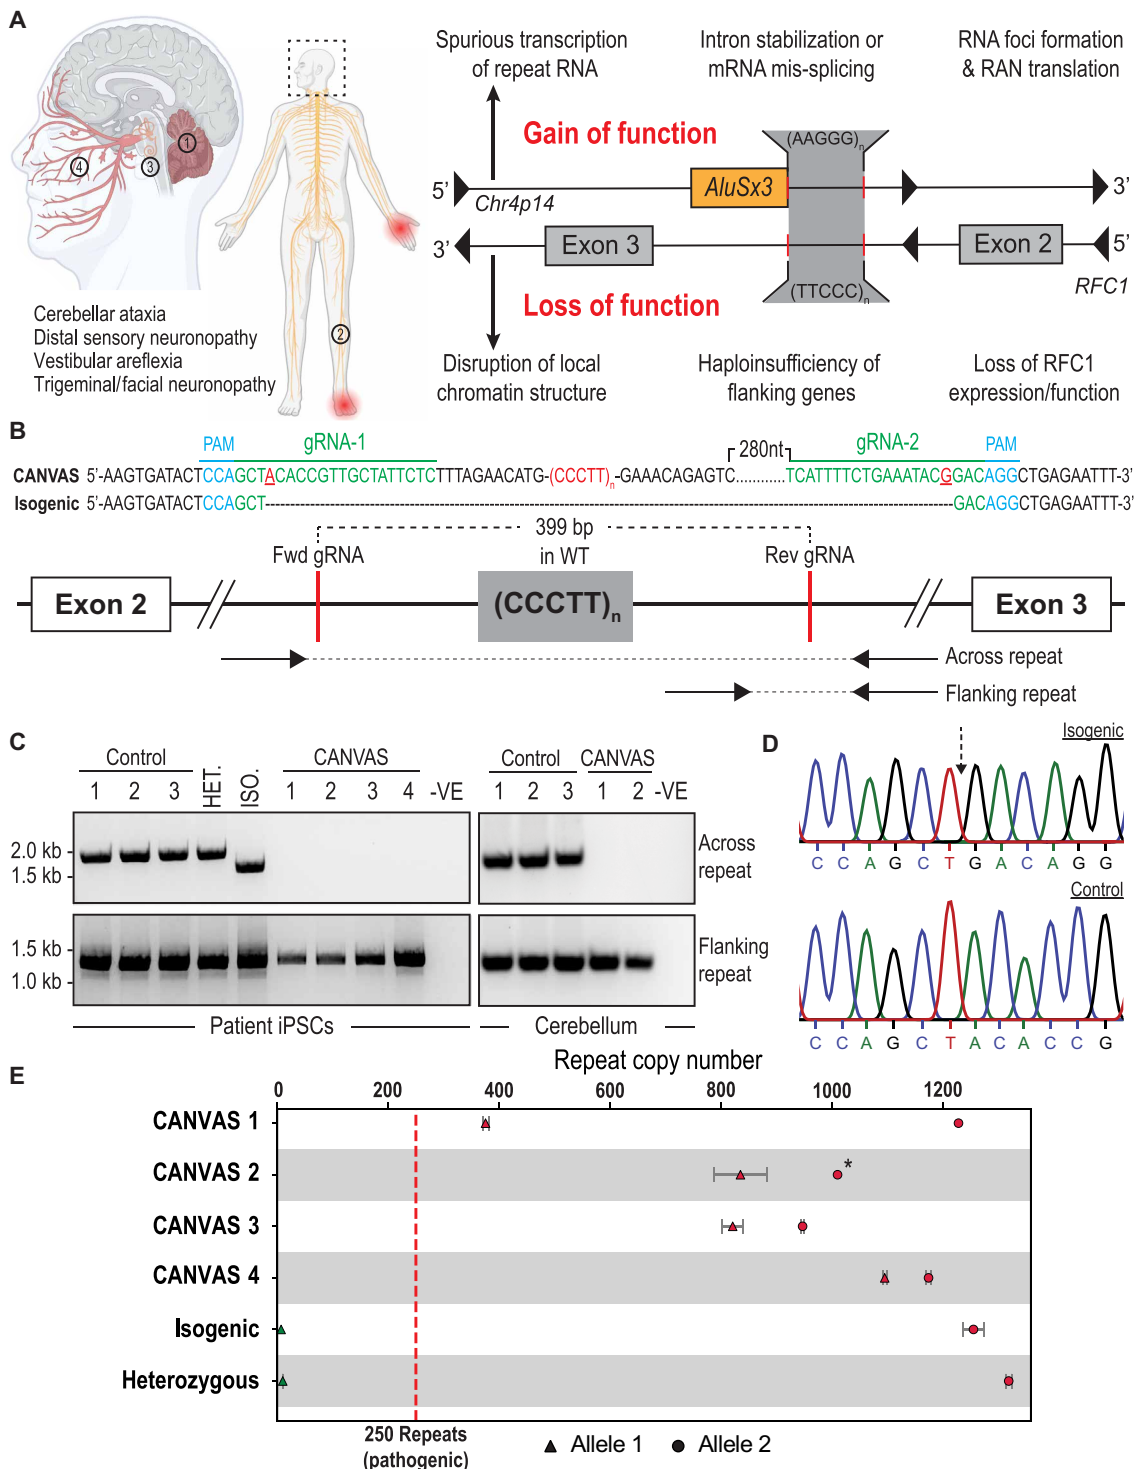 A
Spurious transcription
of repeat RNA
Intron stabilization or
mRNA mis-splicing
RNA foci formation
& RAN translation
Gain of function
(AAGGG)n
5’
Chr4p14
AluSx3
3’
3’
Exon 3
Exon 2
5’
RFC1
(TTCCC)n
Loss of function
Disruption of local
chromatin structure
Haploinsufficiency of
flanking genes
Loss of RFC1
expression/function
1
3
4
2
Cerebellar ataxia
Distal sensory neuronopathy
Vestibular areflexia
Trigeminal/facial neuronopathy
B
PAM gRNA-1 280nt gRNA-2 PAM
CANVAS 5’-AAGTGATACTCCAGCTACACCGTTGCTATTCTCTTTAGAACATG-(CCCTT)n-GAAACAGAGTC............TCATTTTCTGAAATACGGACAGGCTGAGAATTT-3’
Isogenic 5’-AAGTGATACTCCAGCT---GACAGGCTGAGAATTT-3’
399 bp
in WT
Fwd gRNA
Rev gRNA
Exon 2
(CCCTT)n
Exon 3
Across repeat
Flanking repeat
C
Control HET. ISO. CANVAS
1 2 3 1 2 3 4 -VE
Control CANVAS
1 2 3 1 2 -VE
2.0 kb
1.5 kb
Across
repeat
1.5 kb
1.0 kb
Flanking
repeat
Patient iPSCs
Cerebellum
D
Isogenic
C C A G C T G A C A G G
Control
C C A G C T A C A C C G
E
Repeat copy number
0 200 400 600 800 1000 1200
CANVAS 1
CANVAS 2
*
CANVAS 3
CANVAS 4
Isogenic
Heterozygous
250 Repeats
(pathogenic)
Allele 1
Allele 2